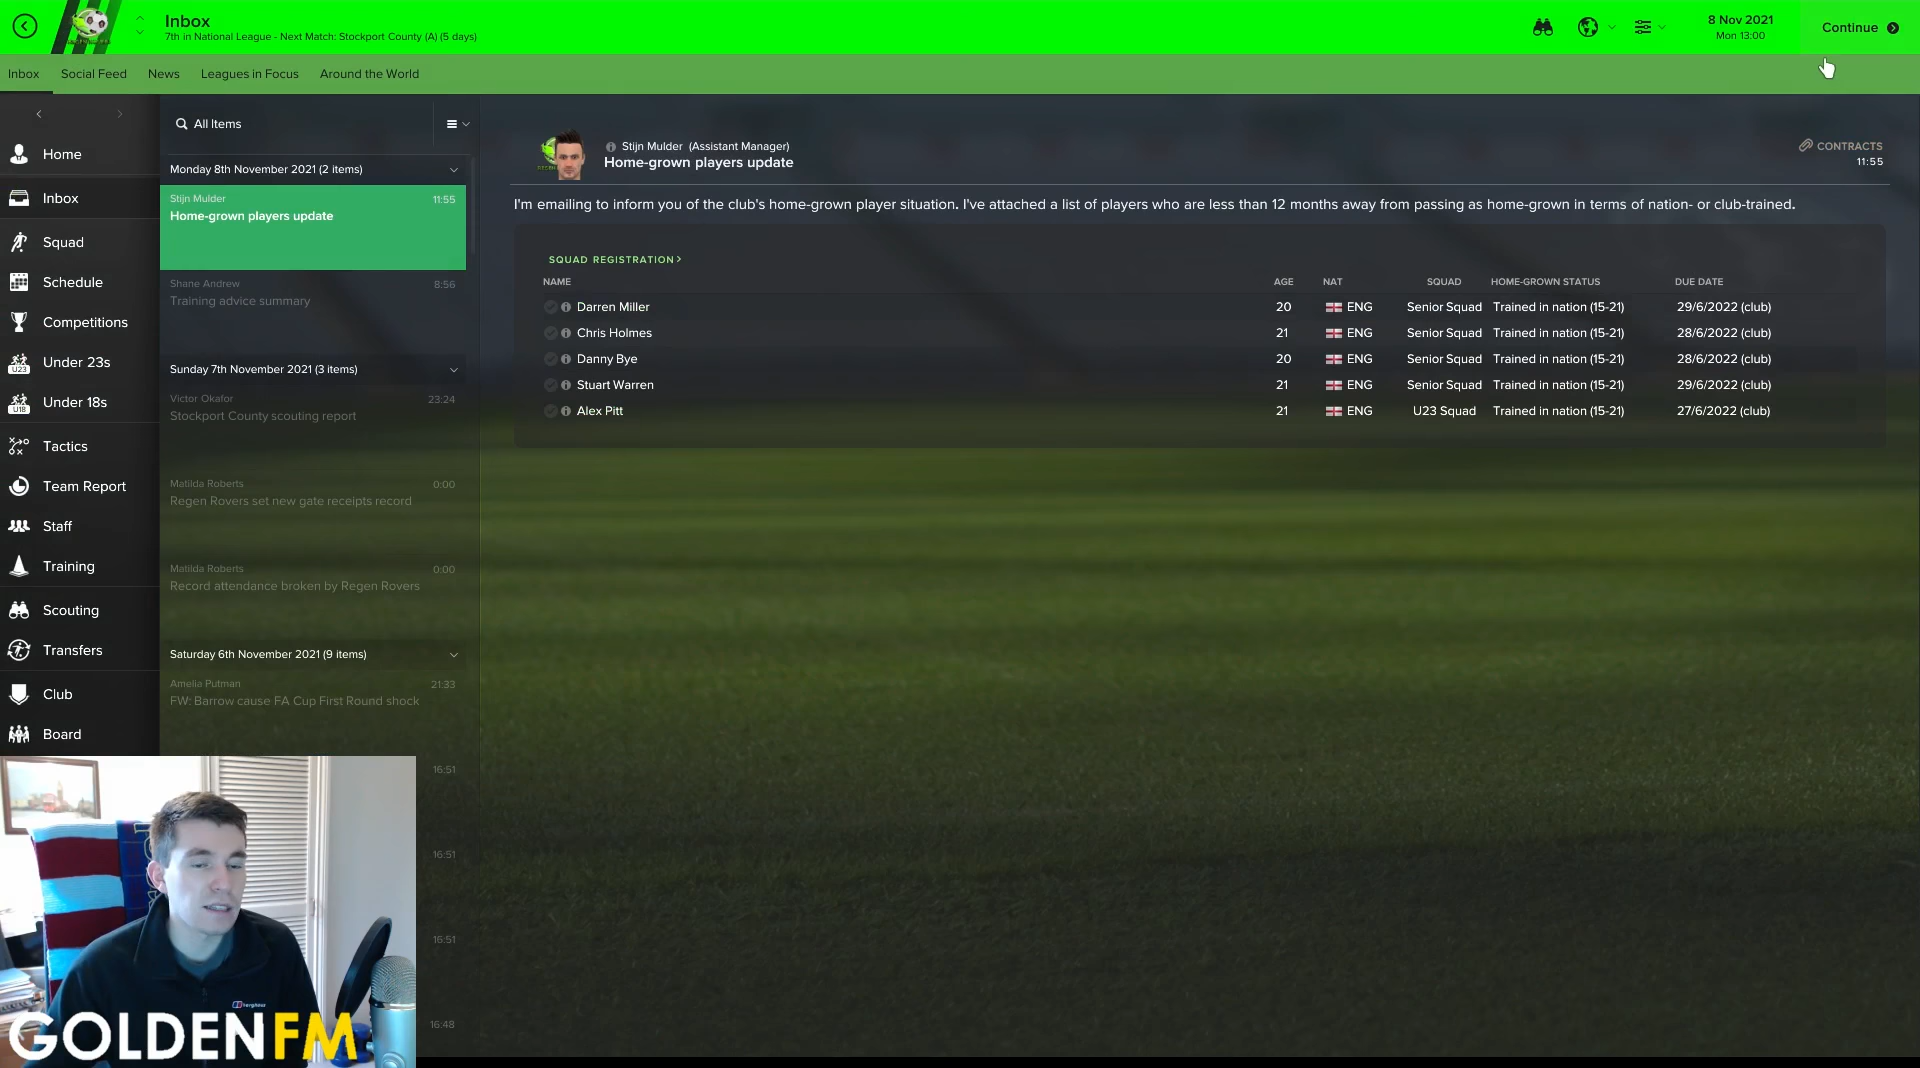 Inbox
7th in National League - Next Match: Stockport County (A) (5 days)
8 Nov 2021
Mon 13:00
Continue
Inbox
Social Feed
News
Leagues in Focus
Around the World
Home
Inbox
Squad
Schedule
Competitions
Under 23s
U23
Under 18s
U18
Tactics
Team Report
Staff
Training
Scouting
Transfers
Club
Board
All Items
Monday 8th November 2021 (2 items)
Stijn Mulder 11:55
Home-grown players update
Shane Andrew 8:56
Training advice summary
Sunday 7th November 2021 (3 items)
Victor Okafor 23:24
Stockport County scouting report
Matilda Roberts 0:00
Regen Rovers set new gate receipts record
Matilda Roberts 0:00
Record attendance broken by Regen Rovers
Saturday 6th November 2021 (9 items)
Amelia Putman 21:33
FW: Barrow cause FA Cup First Round shock
16:51
16:51
16:51
16:48
Stijn Mulder (Assistant Manager)
Home-grown players update
CONTRACTS
11:55
I'm emailing to inform you of the club's home-grown player situation. I've attached a list of players who are less than 12 months away from passing as home-grown in terms of nation- or club-trained.
SQUAD REGISTRATION >
NAME AGE NAT SQUAD HOME-GROWN STATUS DUE DATE
Darren Miller 20 ENG Senior Squad Trained in nation (15-21) 29/6/2022 (club)
Chris Holmes 21 ENG Senior Squad Trained in nation (15-21) 28/6/2022 (club)
Danny Bye 20 ENG Senior Squad Trained in nation (15-21) 28/6/2022 (club)
Stuart Warren 21 ENG Senior Squad Trained in nation (15-21) 29/6/2022 (club)
Alex Pitt 21 ENG U23 Squad Trained in nation (15-21) 27/6/2022 (club)
berghaus
GOLDENFM